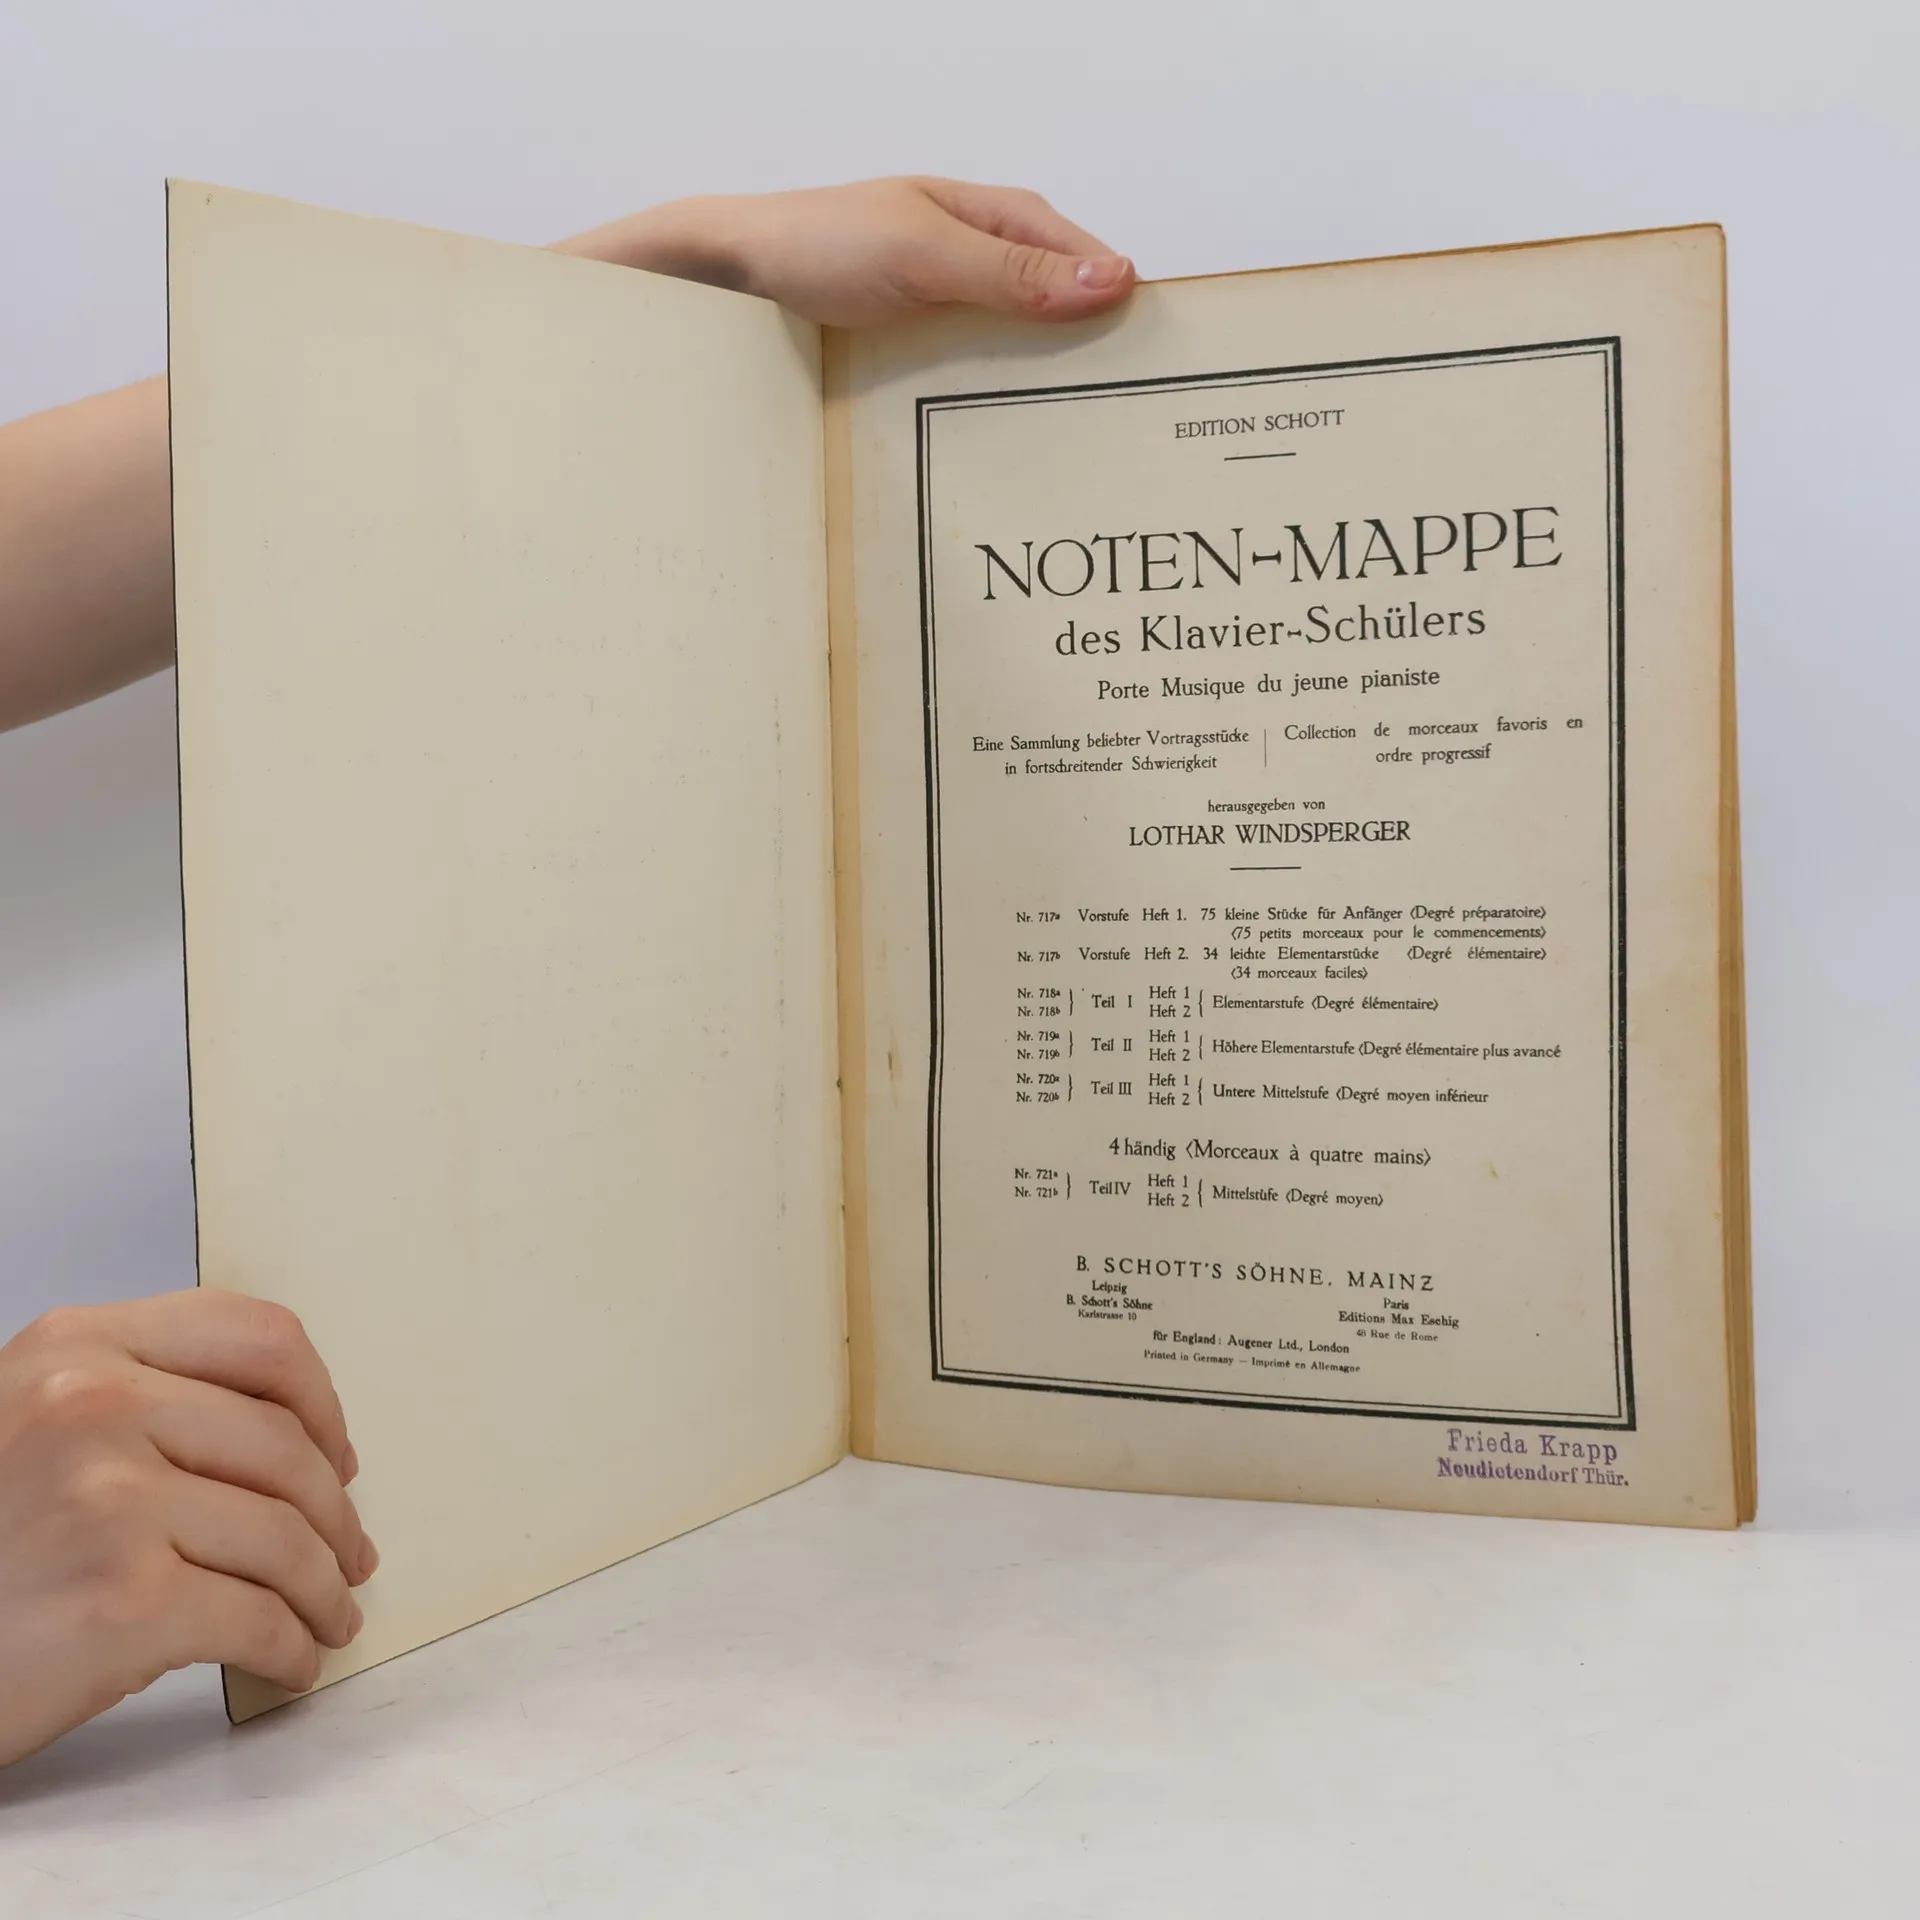 EDITION SCHOTT
NOTEN-MAPPE
des Klavier-Schülers
Porte Musique du jeune pianiste
Eine Sammlung beliebter Vortragsstücke
in fortschreitender Schwierigkeit
Collection de morceaux favoris en
ordre progressif
herausgegeben von
LOTHAR WINDSPERGER
Nr. 717a Vorstufe Heft 1. 75 kleine Stücke für Anfänger (Degré préparatoire)
(75 petits morceaux pour le commencements)
Nr. 717b Vorstufe Heft 2. 34 leichte Elementarstücke (Degré élémentaire)
(34 morceaux faciles)
Nr. 718a } Teil I Heft 1 { Elementarstufe (Degré élémentaire)
Nr. 718b Heft 2
Nr. 719a } Teil II Heft 1 { Höhere Elementarstufe (Degré élémentaire plus avancé
Nr. 719b Heft 2
Nr. 720a } Teil III Heft 1 { Untere Mittelstufe (Degré moyen inférieur
Nr. 720b Heft 2
4 händig (Morceaux à quatre mains)
Nr. 721a } Teil IV Heft 1 { Mittelstufe (Degré moyen)
Nr. 721b Heft 2
B. SCHOTT'S SÖHNE, MAINZ
Leipzig
B. Schott's Söhne
Karlstrasse 10
Paris
Editions Max Eschig
48 Rue de Rome
für England: Augener Ltd., London
Printed in Germany — Imprimé en Allemagne
Frieda Krapp
Neudietendorf Thür.